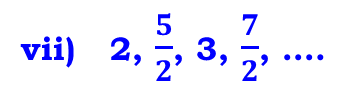 vii) 2, 5/2, 3, 7/2, ....